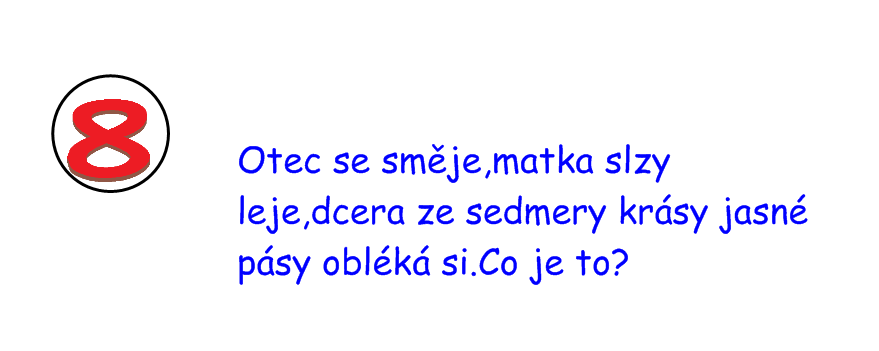 8
Otec se směje,matka slzy
leje,dcera ze sedmery krásy jasné
pásy obléká si.Co je to?